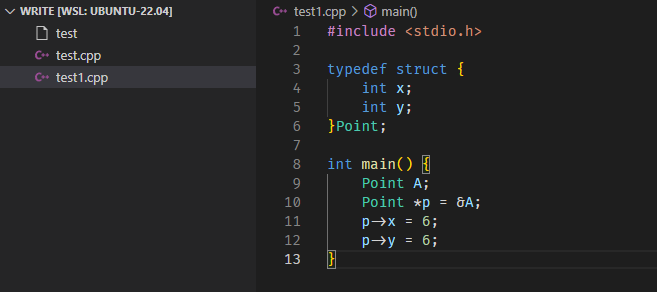 WRITE [WSL: UBUNTU-22.04]
test
C++ test.cpp
C++ test1.cpp
C++ test1.cpp > main()
1 #include <stdio.h>
2
3 typedef struct {
4     int x;
5     int y;
6 }Point;
7
8 int main() {
9     Point A;
10     Point *p = &A;
11     p->x = 6;
12     p->y = 6;
13 }